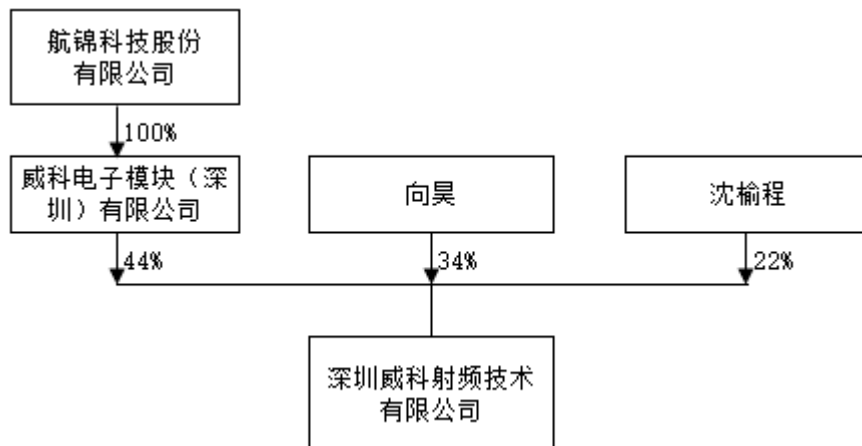 航锦科技股份
有限公司
100%
威科电子模块（深
圳）有限公司
向昊
沈榆程
44%
34%
22%
深圳威科射频技术
有限公司